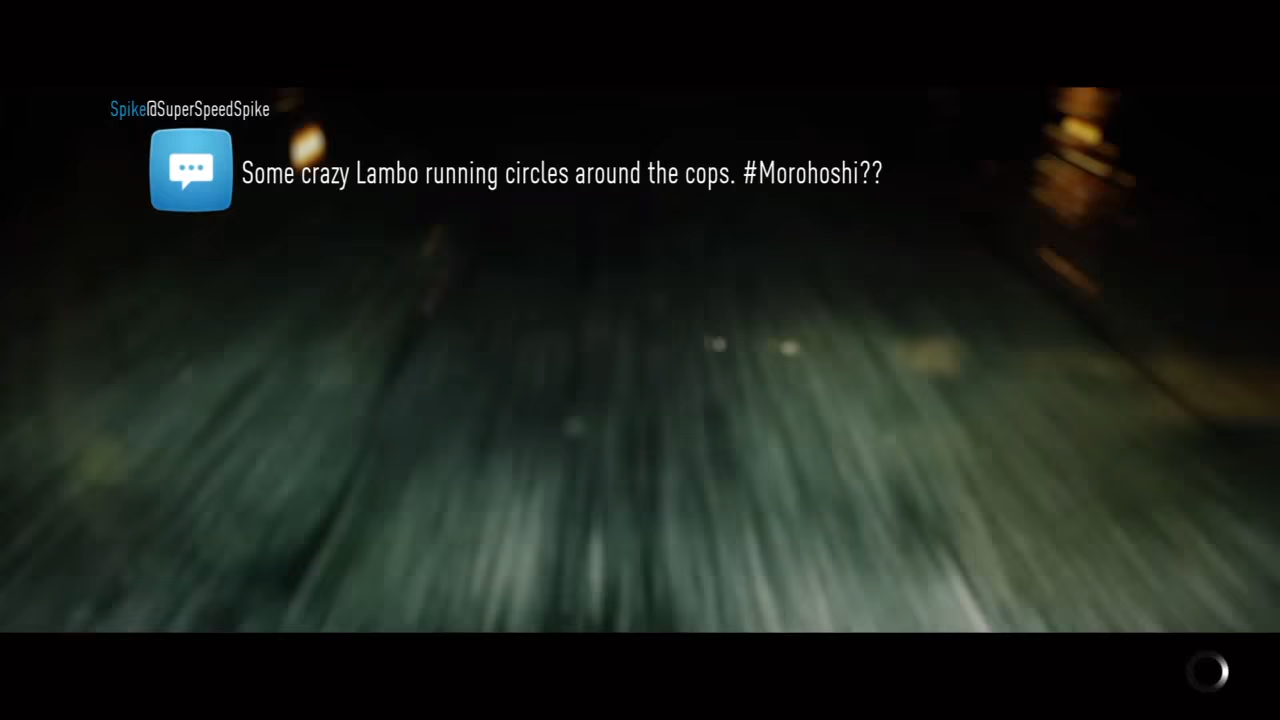 Spike@SuperSpeedSpike
Some crazy Lambo running circles around the cops. #Morohoshi??